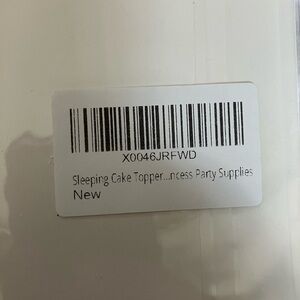 X0046JRFWD
Sleeping Cake Topper...ncess Party Supplies
New